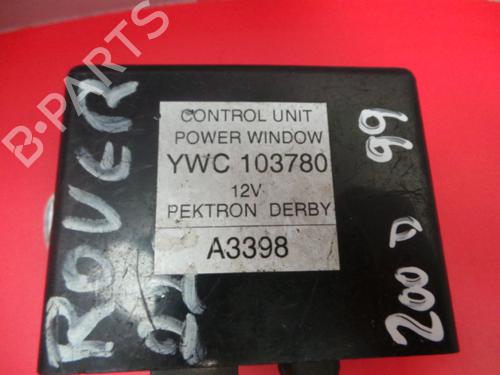 B-PARTS
CONTROL UNIT
POWER WINDOW
YWC 103780
12V
PEKTRON DERBY
A3398
ROVER
99
200 D